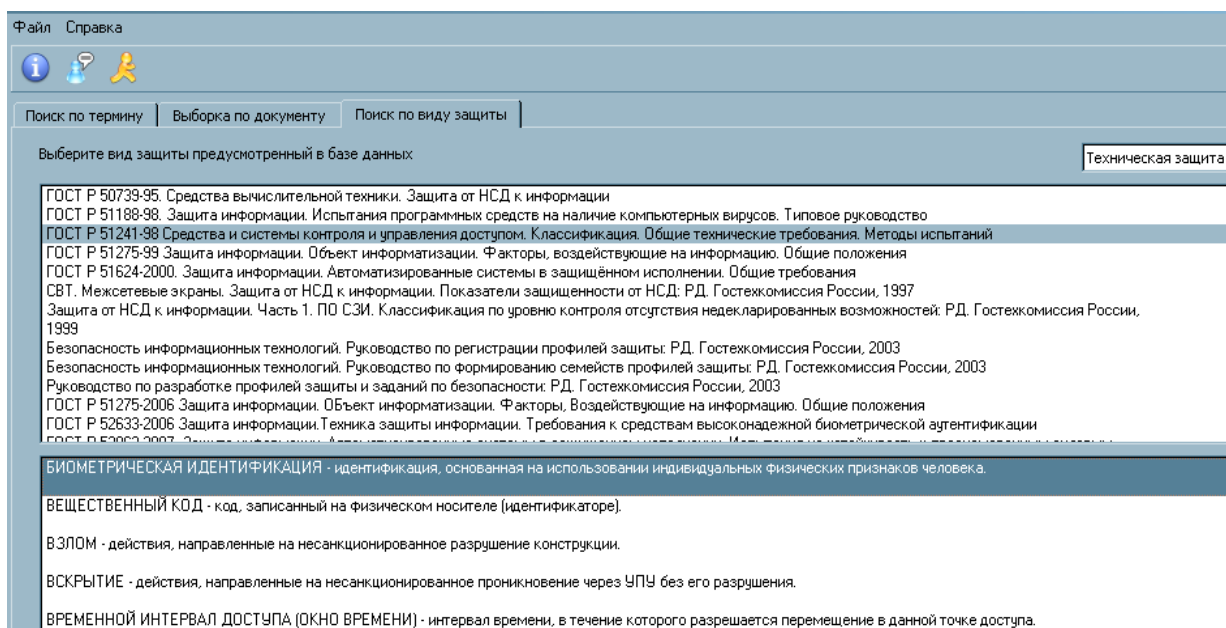 Файл Справка
Поиск по термину Выборка по документу Поиск по виду защиты
Выберите вид защиты предусмотренный в базе данных
Техническая защита
ГОСТ Р 50739-95. Средства вычислительной техники. Защита от НСД к информации
ГОСТ Р 51188-98. Защита информации. Испытания программных средств на наличие компьютерных вирусов. Типовое руководство
ГОСТ Р 51241-98 Средства и системы контроля и управления доступом. Классификация. Общие технические требования. Методы испытаний
ГОСТ Р 51275-99 Защита информации. Объект информатизации. Факторы, воздействующие на информацию. Общие положения
ГОСТ Р 51624-2000. Защита информации. Автоматизированные системы в защищённом исполнении. Общие требования
СВТ. Межсетевые экраны. Защита от НСД к информации. Показатели защищенности от НСД: РД. Гостехкомиссия России, 1997
Защита от НСД к информации. Часть 1. ПО СЗИ. Классификация по уровню контроля отсутствия недекларированных возможностей: РД. Гостехкомиссия России,
1999
Безопасность информационных технологий. Руководство по регистрации профилей защиты: РД. Гостехкомиссия России, 2003
Безопасность информационных технологий. Руководство по формированию семейств профилей защиты: РД. Гостехкомиссия России, 2003
Руководство по разработке профилей защиты и заданий по безопасности: РД. Гостехкомиссия России, 2003
ГОСТ Р 51275-2006 Защита информации. ОБъект информатизации. Факторы, Воздействующие на информацию. Общие положения
ГОСТ Р 52633-2006 Защита информации.Техника защиты информации. Требования к средствам высоконадежной биометрической аутентификации
БИОМЕТРИЧЕСКАЯ ИДЕНТИФИКАЦИЯ - идентификация, основанная на использовании индивидуальных физических признаков человека.
ВЕЩЕСТВЕННЫЙ КОД - код, записанный на физическом носителе (идентификаторе).
ВЗЛОМ - действия, направленные на несанкционированное разрушение конструкции.
ВСКРЫТИЕ - действия, направленные на несанкционированное проникновение через УПУ без его разрушения.
ВРЕМЕННОЙ ИНТЕРВАЛ ДОСТУПА (ОКНО ВРЕМЕНИ) - интервал времени, в течение которого разрешается перемещение в данной точке доступа.